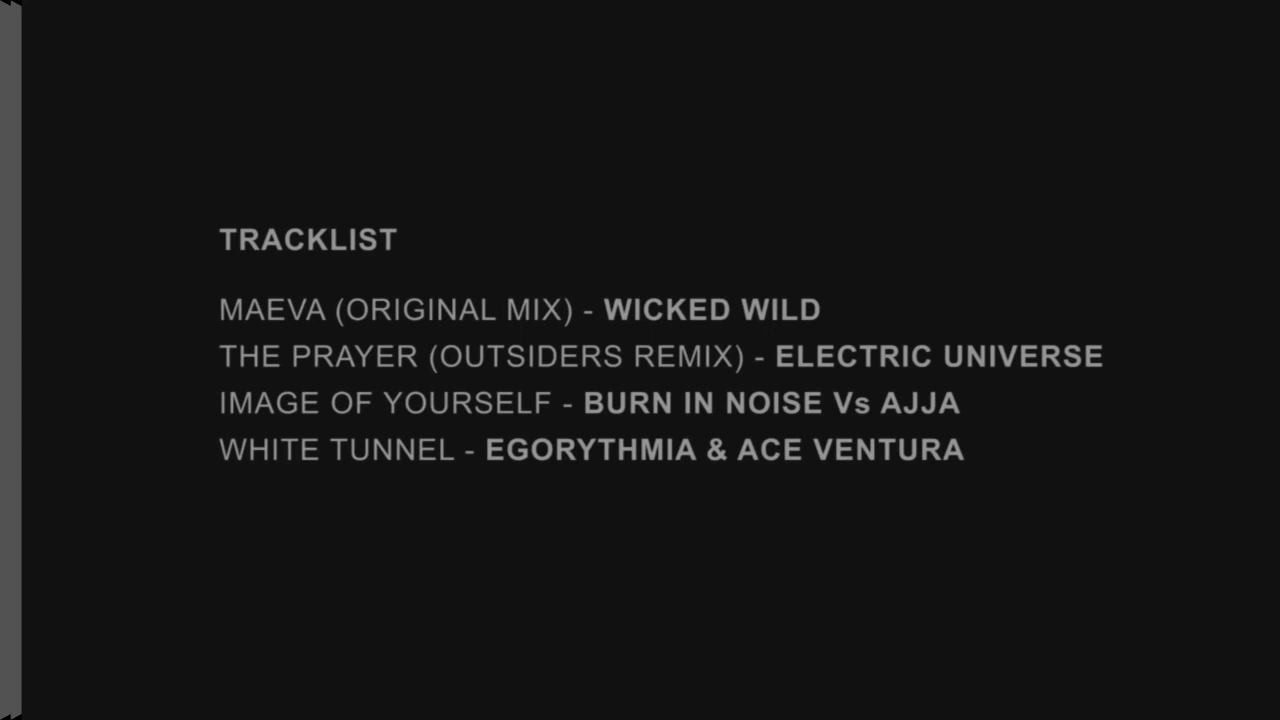 TRACKLIST
MAEVA (ORIGINAL MIX) - WICKED WILD
THE PRAYER (OUTSIDERS REMIX) - ELECTRIC UNIVERSE
IMAGE OF YOURSELF - BURN IN NOISE Vs AJJA
WHITE TUNNEL - EGORYTHMIA & ACE VENTURA